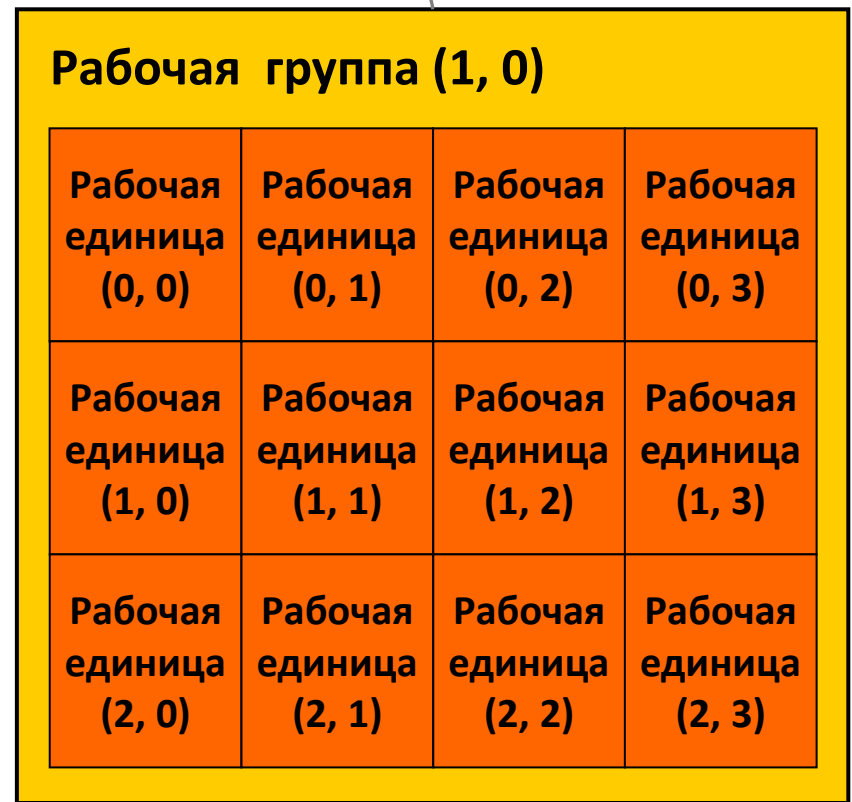 Рабочая группа (1, 0)
Рабочая единица (0, 0)
Рабочая единица (0, 1)
Рабочая единица (0, 2)
Рабочая единица (0, 3)
Рабочая единица (1, 0)
Рабочая единица (1, 1)
Рабочая единица (1, 2)
Рабочая единица (1, 3)
Рабочая единица (2, 0)
Рабочая единица (2, 1)
Рабочая единица (2, 2)
Рабочая единица (2, 3)